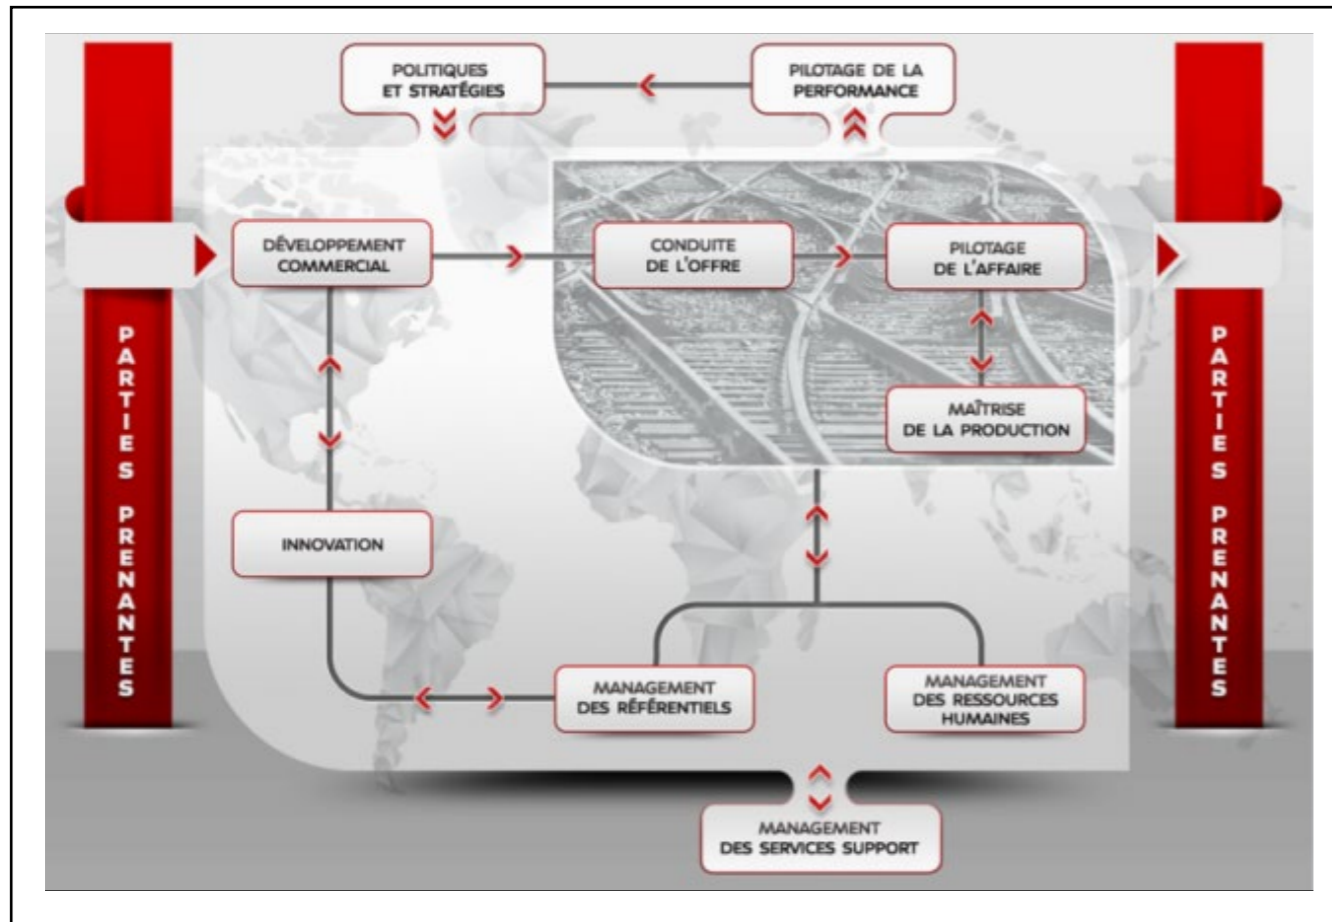 POLITIQUES
ET STRATÉGIES
PILOTAGE DE LA
PERFORMANCE
DÉVELOPPEMENT
COMMERCIAL
CONDUITE
DE L'OFFRE
PILOTAGE
DE L'AFFAIRE
MAÎTRISE
DE LA PRODUCTION
INNOVATION
MANAGEMENT
DES RÉFÉRENTIELS
MANAGEMENT
DES RESSOURCES
HUMAINES
MANAGEMENT
DES SERVICES SUPPORT
PARTIES PRENANTES
PARTIES PRENANTES